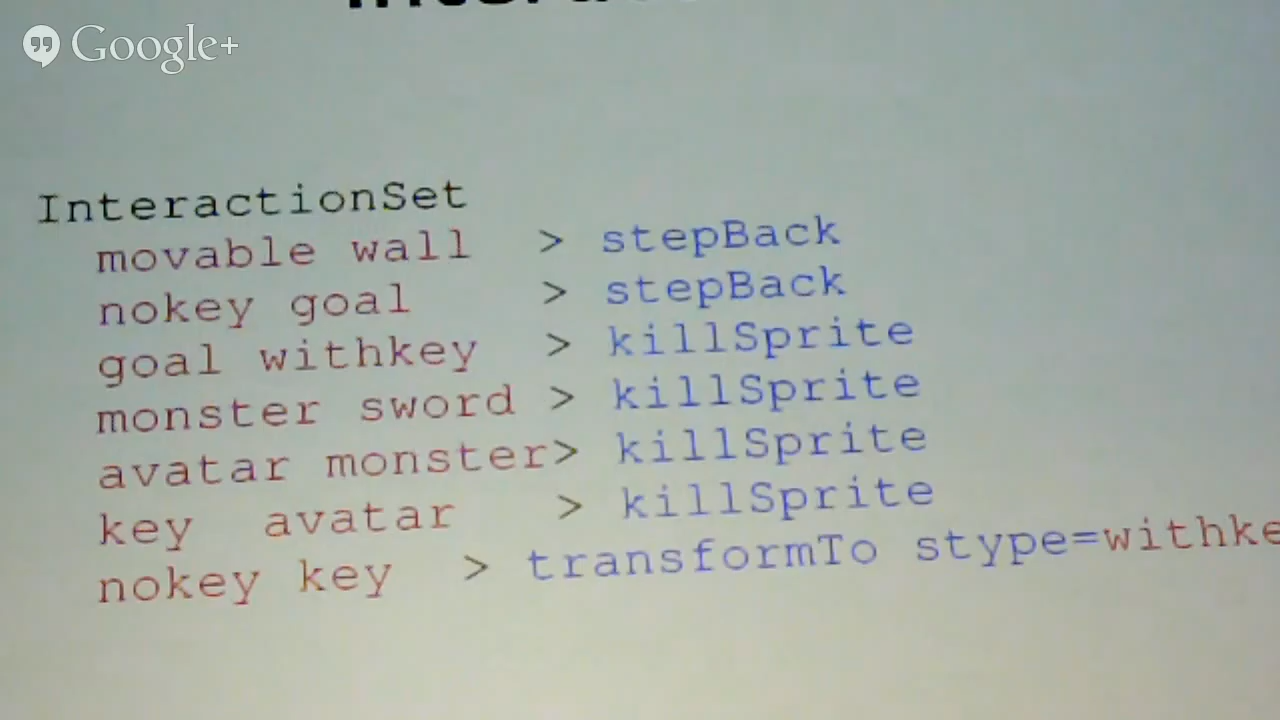 Google+
InteractionSet
movable wall > stepBack
nokey goal > stepBack
goal withkey > killSprite
monster sword > killSprite
avatar monster> killSprite
key avatar > killSprite
nokey key > transformTo stype=withke